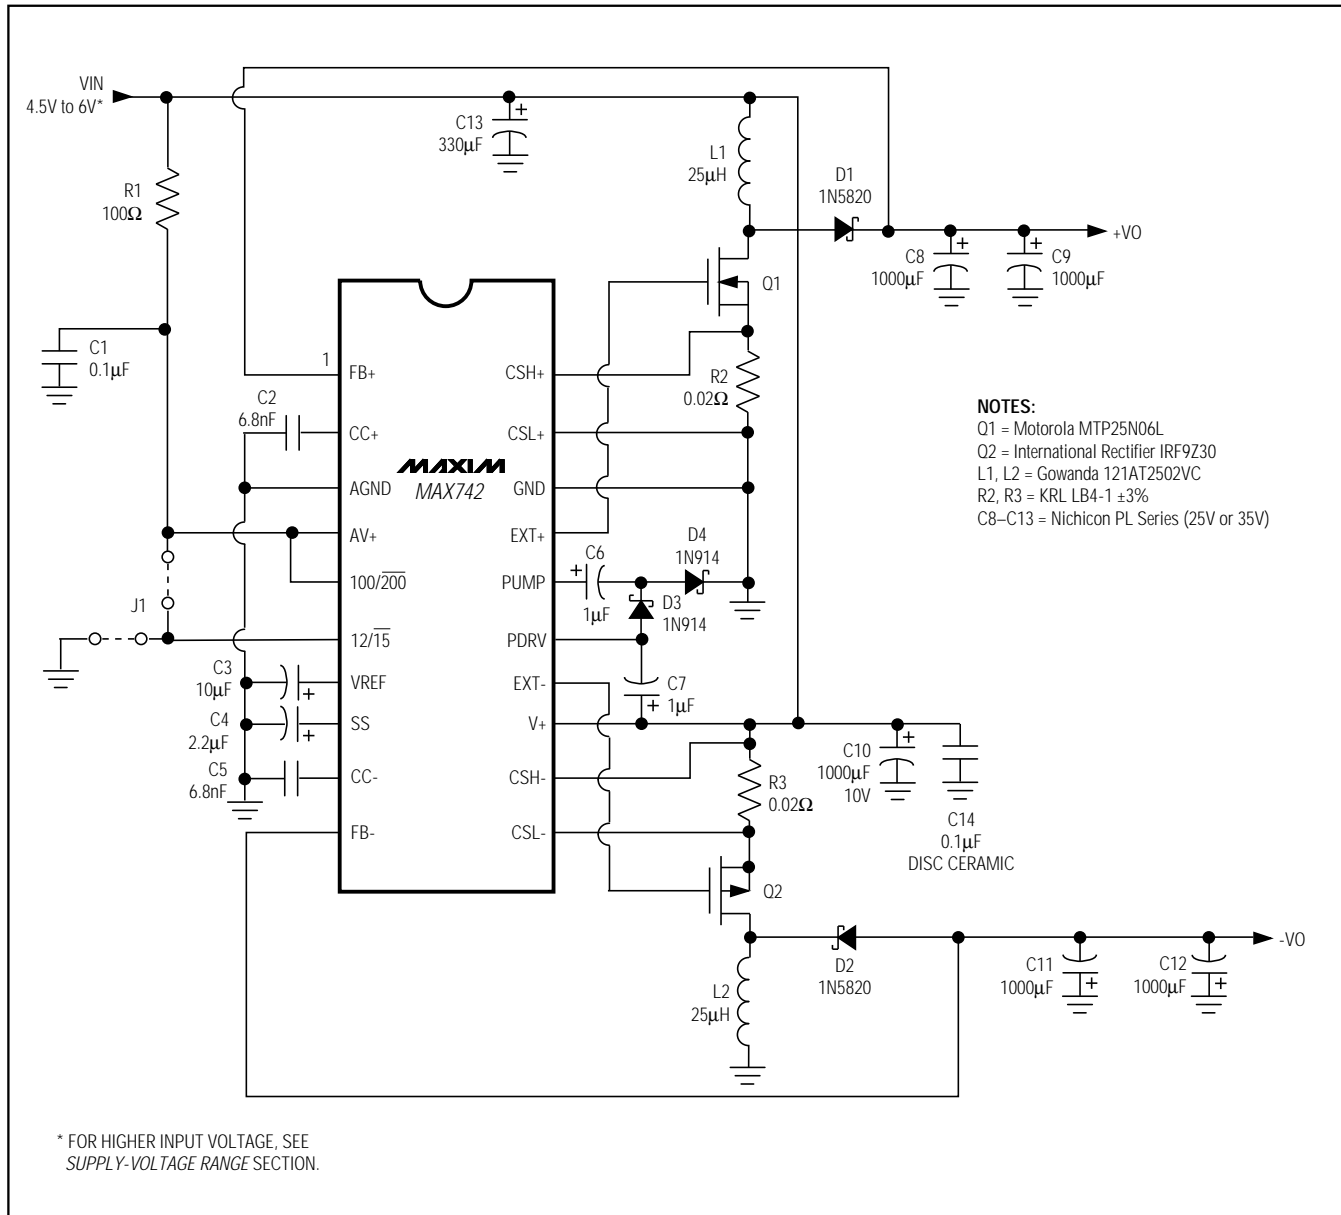 VIN
4.5V to 6V*
C13
330µF
+
L1
25µH
D1
1N5820
+VO
R1
100Ω
C8
1000µF
+
C9
1000µF
+
Q1
C1
0.1µF
1
FB+
CSH+
R2
0.02Ω
C2
6.8nF
CC+
CSL+
MAXIM
MAX742
AGND
GND
AV+
EXT+
NOTES:
Q1 = Motorola MTP25N06L
Q2 = International Rectifier IRF9Z30
L1, L2 = Gowanda 121AT2502VC
R2, R3 = KRL LB4-1 ±3%
C8–C13 = Nichicon PL Series (25V or 35V)
C6
+
1µF
D4
1N914
100/200
PUMP
D3
1N914
J1
12/15
PDRV
C3
10µF
+
VREF
EXT-
C7
1µF
+
C4
2.2µF
+
SS
V+
C5
6.8nF
CC-
CSH-
R3
0.02Ω
C10
1000µF
10V
+
C14
0.1µF
DISC CERAMIC
FB-
CSL-
Q2
-VO
D2
1N5820
C11
1000µF
+
C12
1000µF
+
L2
25µH
* FOR HIGHER INPUT VOLTAGE, SEE
SUPPLY-VOLTAGE RANGE SECTION.